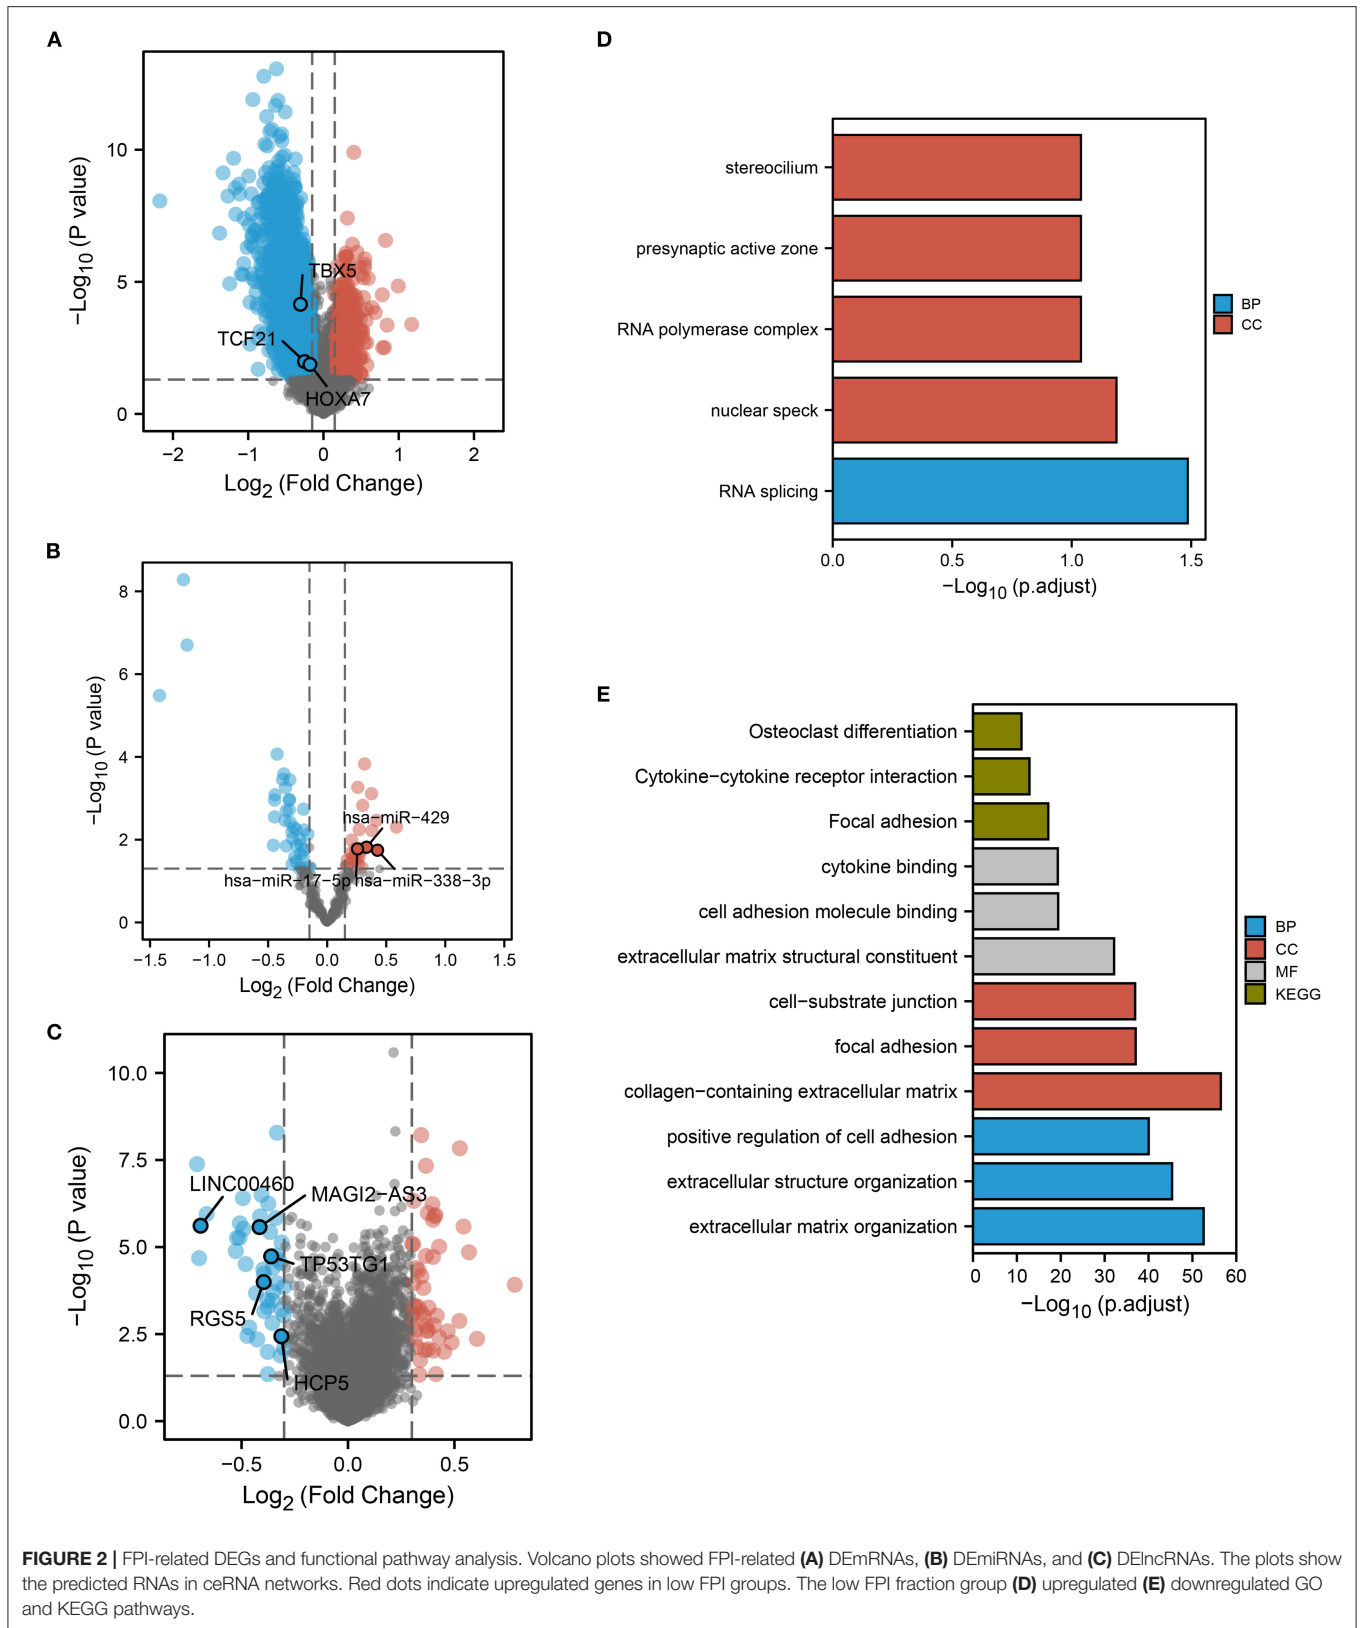 A
−Log10 (P value)
10
5
0
TBX5
TCF21
HOXA7
−2 −1 0 1 2
Log2 (Fold Change)
B
−Log10 (P value)
8
6
4
2
0
hsa−miR−429
hsa−miR−17−5p
hsa−miR−338−3p
−1.5 −1.0 −0.5 0.0 0.5 1.0 1.5
Log2 (Fold Change)
C
−Log10 (P value)
10.0
7.5
5.0
2.5
0.0
LINC00460
MAGI2−AS3
TP53TG1
RGS5
HCP5
−0.5 0.0 0.5
Log2 (Fold Change)
D
stereocilium
presynaptic active zone
RNA polymerase complex
nuclear speck
RNA splicing
0.0 0.5 1.0 1.5
−Log10 (p.adjust)
BP
CC
E
Osteoclast differentiation
Cytokine−cytokine receptor interaction
Focal adhesion
cytokine binding
cell adhesion molecule binding
extracellular matrix structural constituent
cell−substrate junction
focal adhesion
collagen−containing extracellular matrix
positive regulation of cell adhesion
extracellular structure organization
extracellular matrix organization
0 10 20 30 40 50 60
−Log10 (p.adjust)
BP
CC
MF
KEGG
FIGURE 2 | FPI-related DEGs and functional pathway analysis. Volcano plots showed FPI-related (A) DEmRNAs, (B) DEmiRNAs, and (C) DElncRNAs. The plots show
the predicted RNAs in ceRNA networks. Red dots indicate upregulated genes in low FPI groups. The low FPI fraction group (D) upregulated (E) downregulated GO
and KEGG pathways.